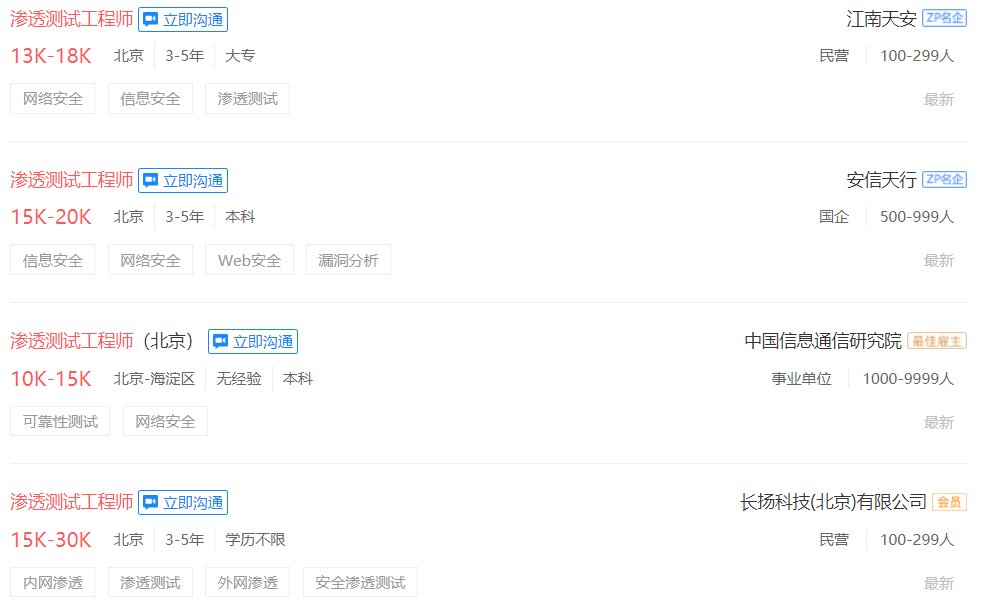 渗透测试工程师 立即沟通 江南天安 ZP名企
13K-18K 北京 3-5年 大专 民营 100-299人
网络安全 信息安全 渗透测试 最新
渗透测试工程师 立即沟通 安信天行 ZP名企
15K-20K 北京 3-5年 本科 国企 500-999人
信息安全 网络安全 Web安全 漏洞分析 最新
渗透测试工程师（北京） 立即沟通 中国信息通信研究院 最佳雇主
10K-15K 北京-海淀区 无经验 本科 事业单位 1000-9999人
可靠性测试 网络安全 最新
渗透测试工程师 立即沟通 长扬科技(北京)有限公司 会员
15K-30K 北京 3-5年 学历不限 民营 100-299人
内网渗透 渗透测试 外网渗透 安全渗透测试 最新